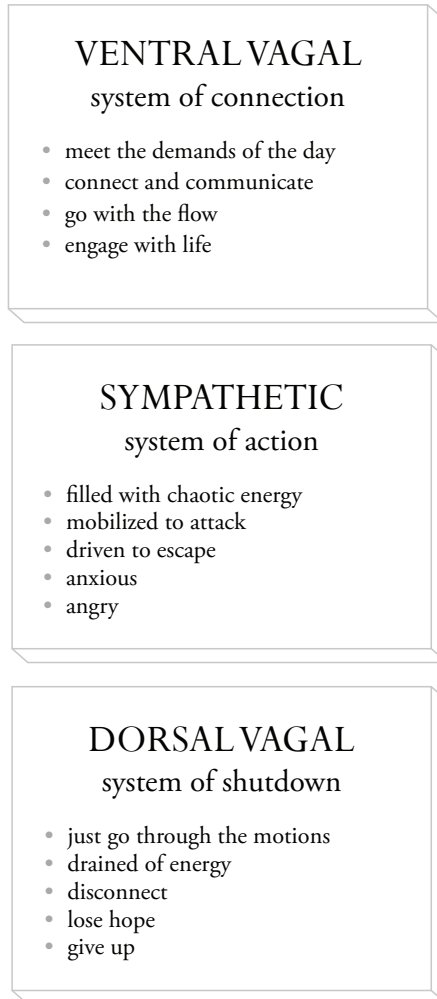 VENTRAL VAGAL
system of connection
• meet the demands of the day
• connect and communicate
• go with the flow
• engage with life
SYMPATHETIC
system of action
• filled with chaotic energy
• mobilized to attack
• driven to escape
• anxious
• angry
DORSAL VAGAL
system of shutdown
• just go through the motions
• drained of energy
• disconnect
• lose hope
• give up